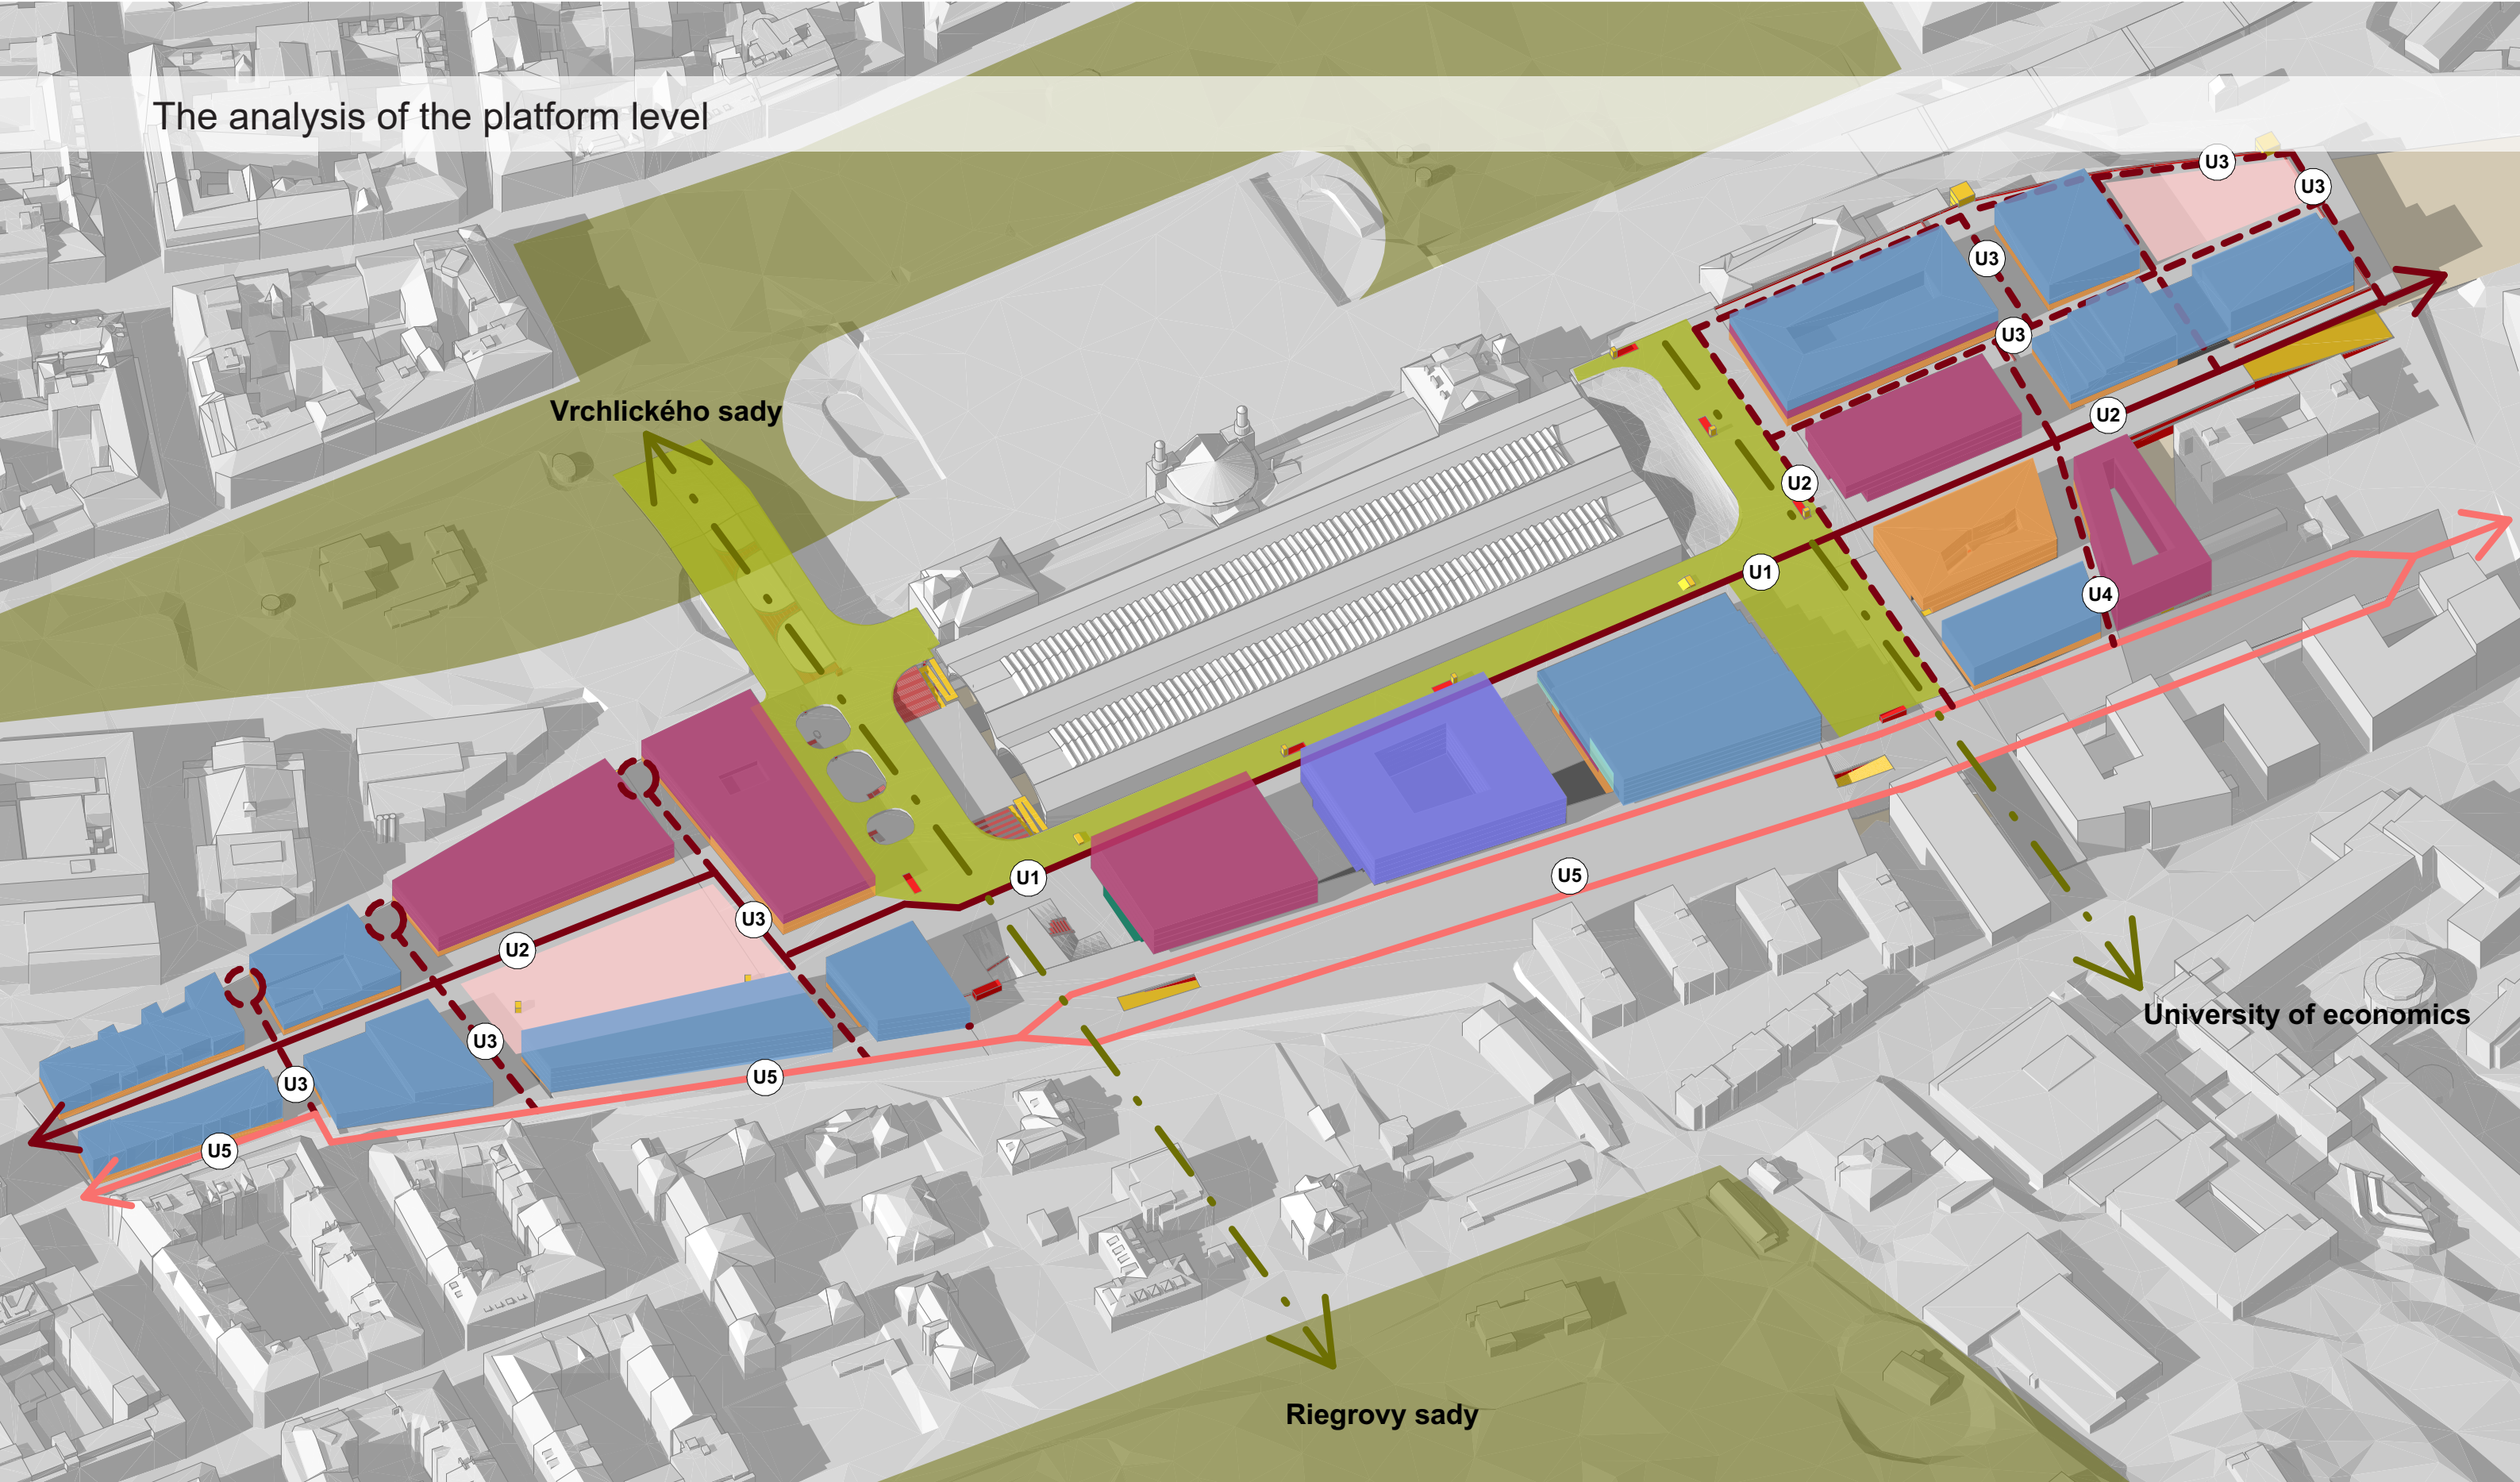 The analysis of the platform level
U3
U3
U3
U3
Vrchlického sady
U2
U2
U1
U4
U1
U5
U3
U2
University of economics
U3
U5
U3
U5
Riegrovy sady